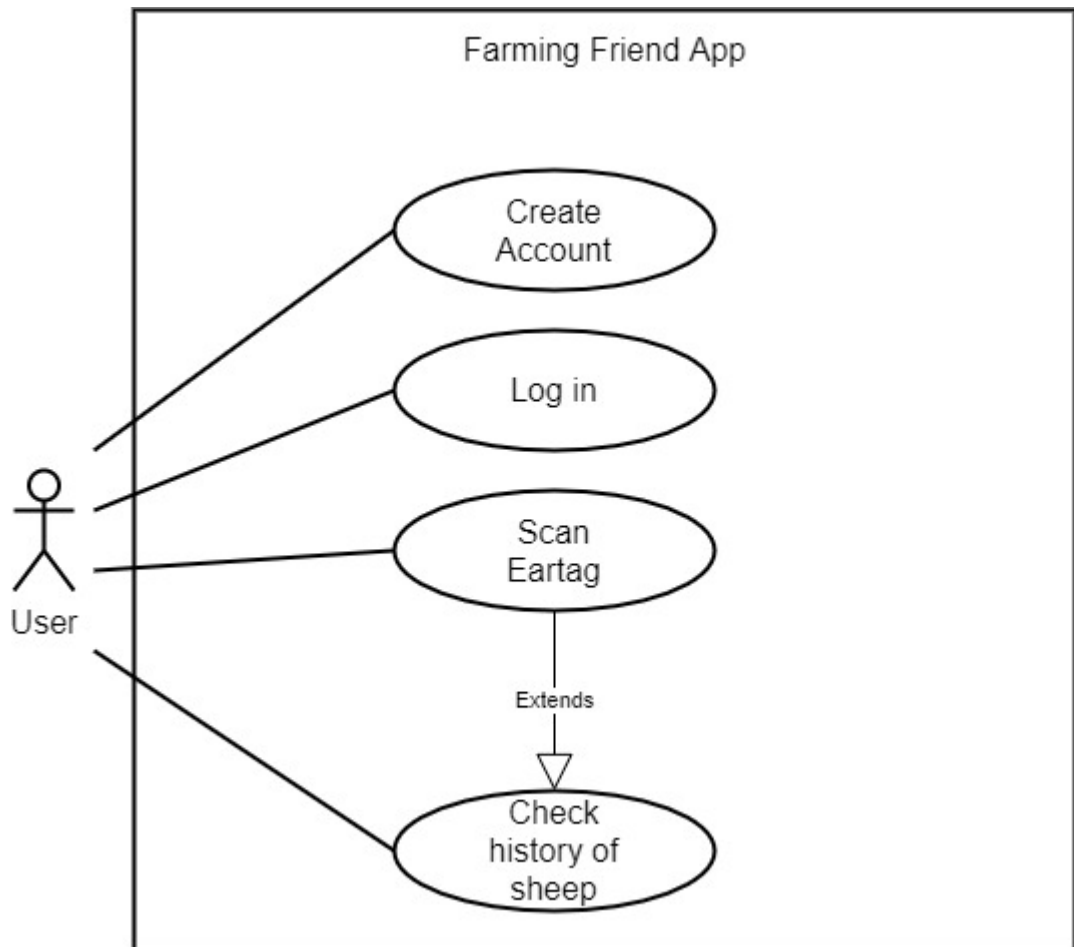 Farming Friend App
Create
Account
Log in
Scan
Eartag
User
Extends
Check
history of
sheep